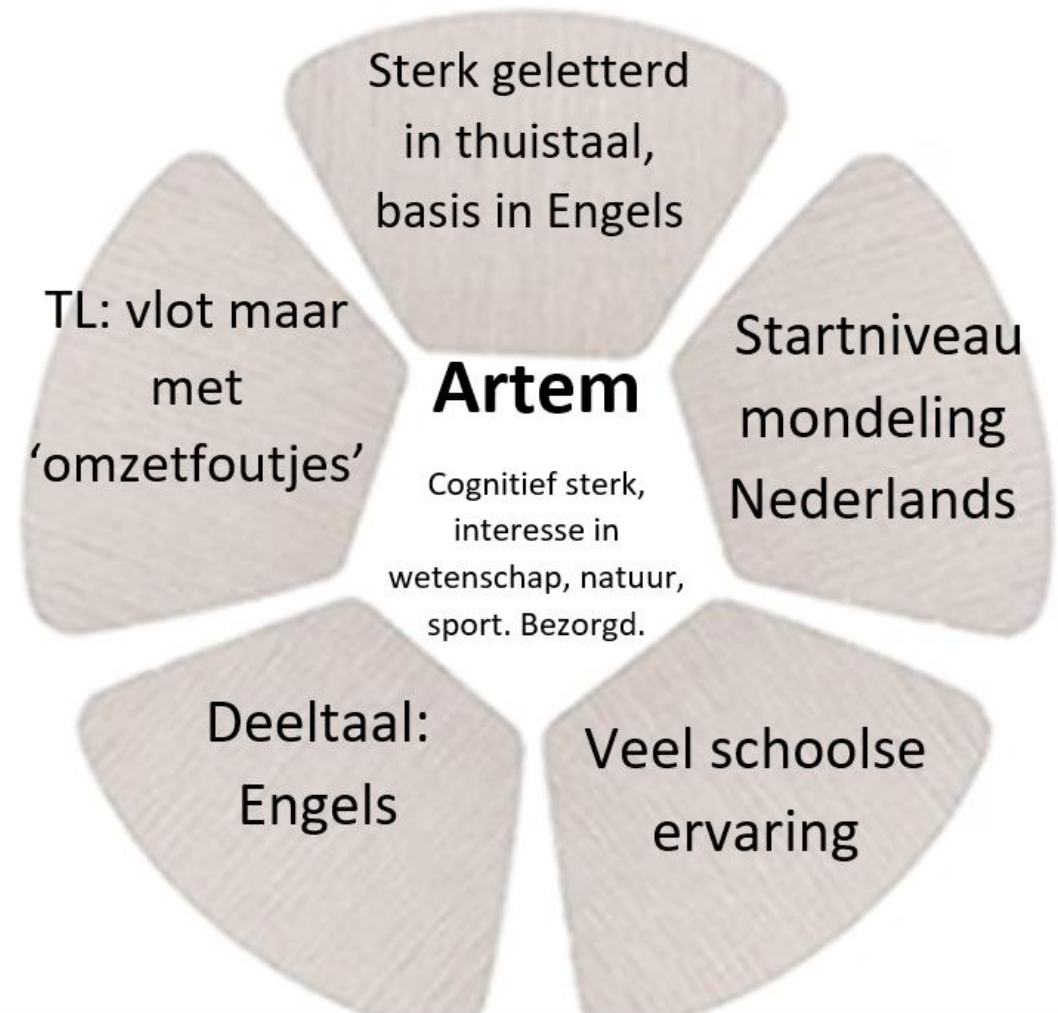 Sterk geletterd
in thuistaal,
basis in Engels
TL: vlot maar
met
‘omzetfoutjes’
Artem
Cognitief sterk,
interesse in
wetenschap, natuur,
sport. Bezorgd.
Startniveau
mondeling
Nederlands
Deeltaal:
Engels
Veel schoolse
ervaring